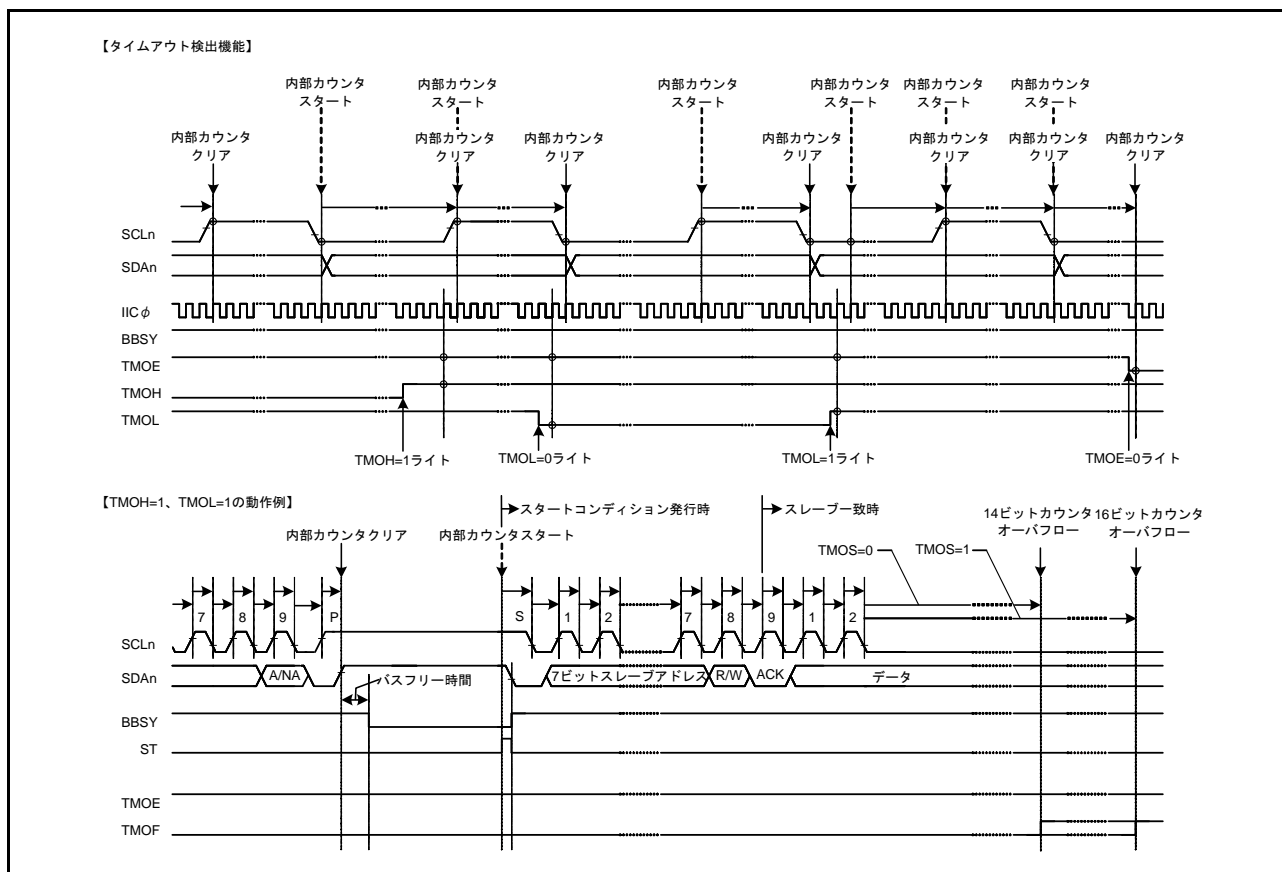 【タイムアウト検出機能】
内部カウンタ
スタート
内部カウンタ
スタート
内部カウンタ
スタート
内部カウンタ
スタート
内部カウンタ
スタート
内部カウンタ
スタート
内部カウンタ
クリア
内部カウンタ
クリア
内部カウンタ
クリア
内部カウンタ
クリア
内部カウンタ
クリア
内部カウンタ
クリア
内部カウンタ
クリア
SCLn
SDAn
IICφ
BBSY
TMOE
TMOH
TMOL
TMOH=1ライト
TMOL=0ライト
TMOL=1ライト
TMOE=0ライト
【TMOH=1、TMOL=1の動作例】
スタートコンディション発行時
スレーブ一致時
内部カウンタクリア
内部カウンタスタート
14ビットカウンタ
オーバフロー
16ビットカウンタ
オーバフロー
TMOS=0
TMOS=1
7 8 9 P S 1 2 7 8 9 1 2
SCLn
SDAn
A/NA
バスフリー時間
7ビットスレーブアドレス
R/W
ACK
データ
BBSY
ST
TMOE
TMOF